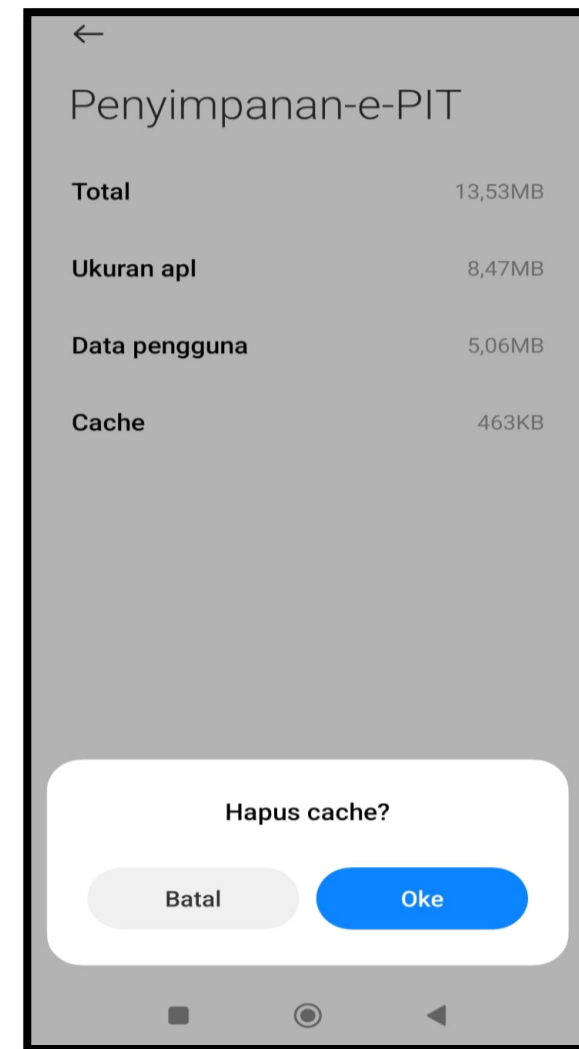 Penyimpanan-e-PIT
Total 13,53MB
Ukuran apl 8,47MB
Data pengguna 5,06MB
Cache 463KB
Hapus cache?
Batal Oke